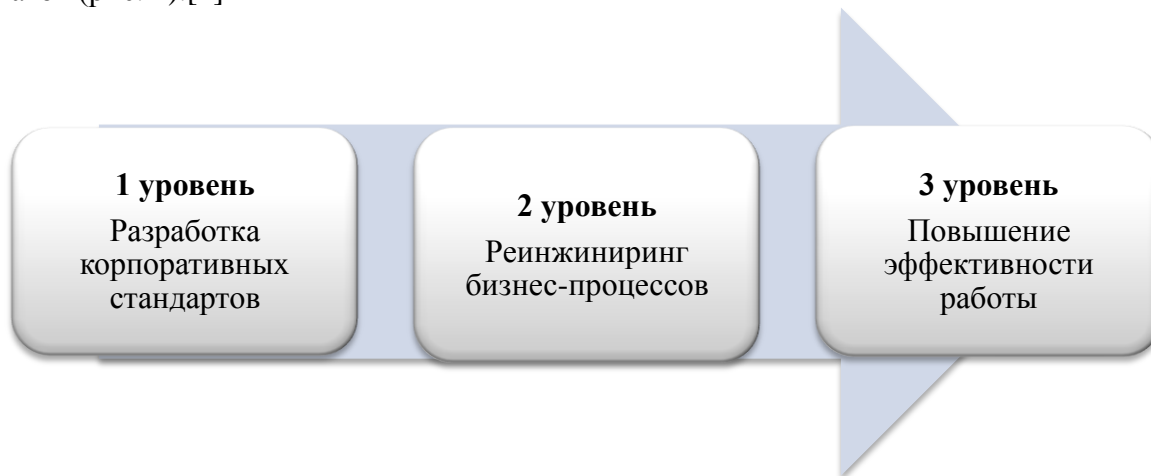 1 уровень
Разработка
корпоративных
стандартов
2 уровень
Реинжиниринг
бизнес-процессов
3 уровень
Повышение
эффективности
работы